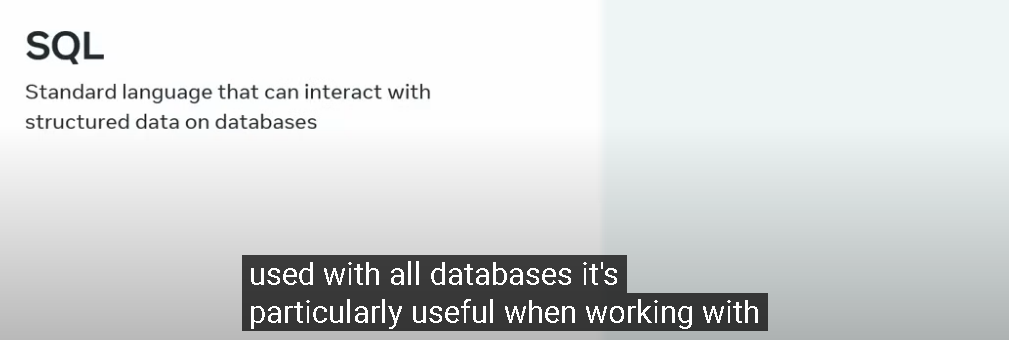 SQL
Standard language that can interact with
structured data on databases
used with all databases it's
particularly useful when working with